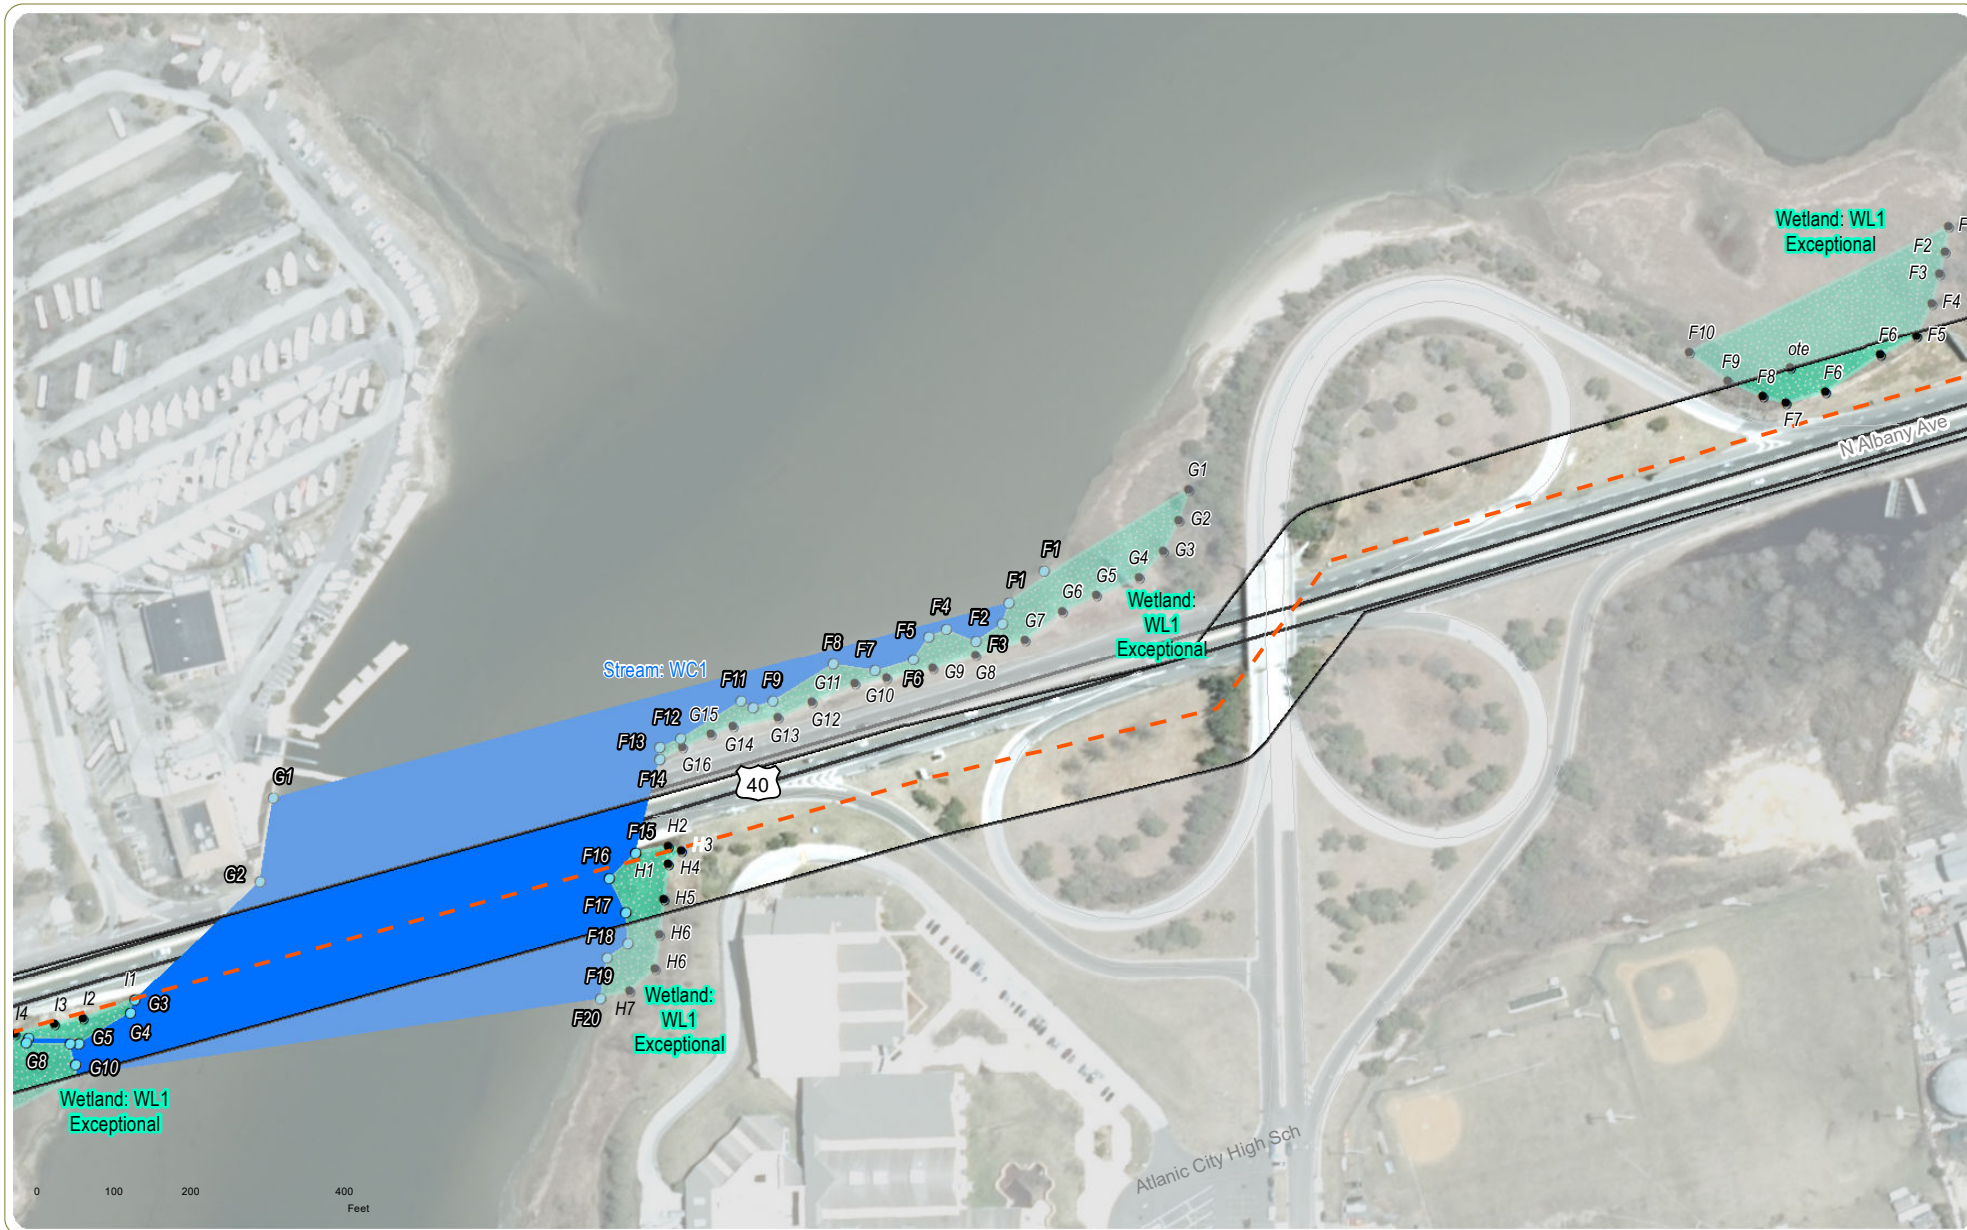 Wetland: WL1
Exceptional
F
F2
F3
F4
F5
F6
ote
F6
F7
F8
F9
F10
N Albany Ave
G1
G2
G3
G4
G5
G6
G7
G8
G9
G10
G11
G12
G13
G14
G15
G16
F1
F1
F2
F3
F4
F5
F6
F7
F8
F9
F11
F12
F13
F14
Wetland:
WL1
Exceptional
Stream: WC1
40
G1
G2
F15
F16
F17
F18
F19
F20
H1
H2
H3
H4
H5
H6
H6
H7
Wetland:
WL1
Exceptional
I1
I2
I3
I4
G3
G4
G5
G8
G10
Wetland: WL1
Exceptional
Atlanic City High Sch
0 100 200 400
Feet